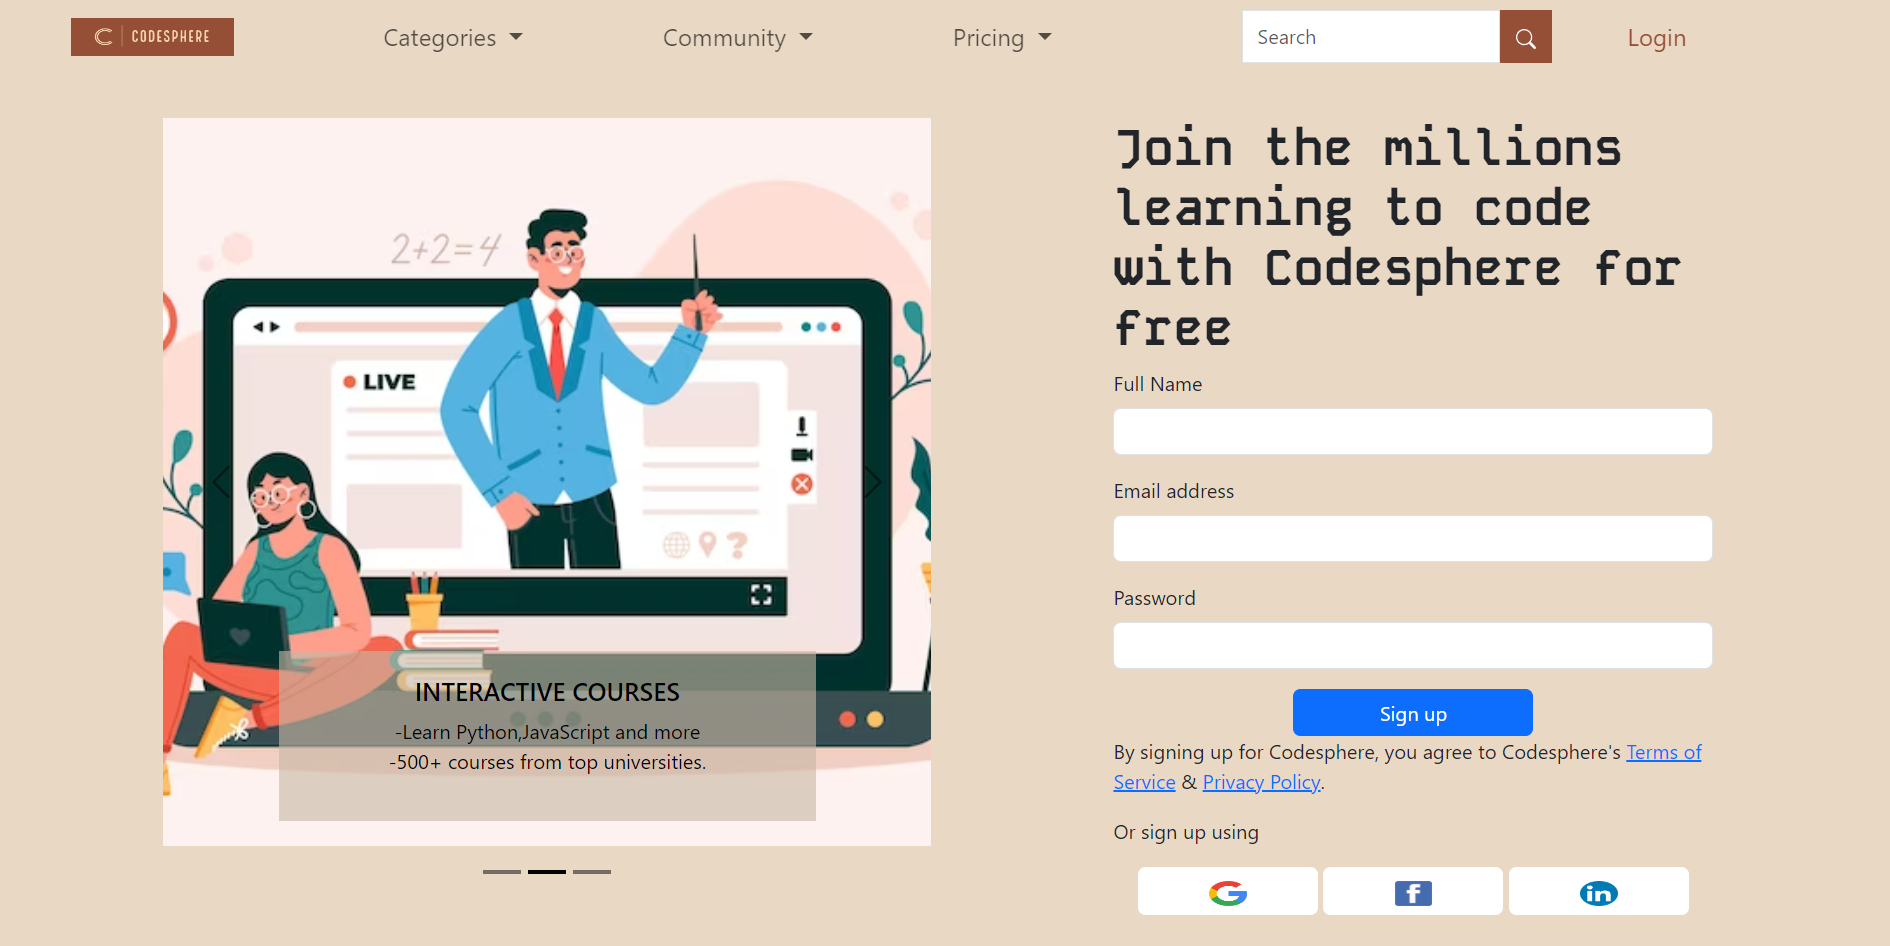 C | CODESPHERE
Categories
Community
Pricing
Search
Login
2+2=4
LIVE
?
INTERACTIVE COURSES
-Learn Python,JavaScript and more
-500+ courses from top universities.
Join the millions
learning to code
with Codesphere for
free
Full Name
Email address
Password
Sign up
By signing up for Codesphere, you agree to Codesphere's Terms of
Service & Privacy Policy.
Or sign up using
G f in